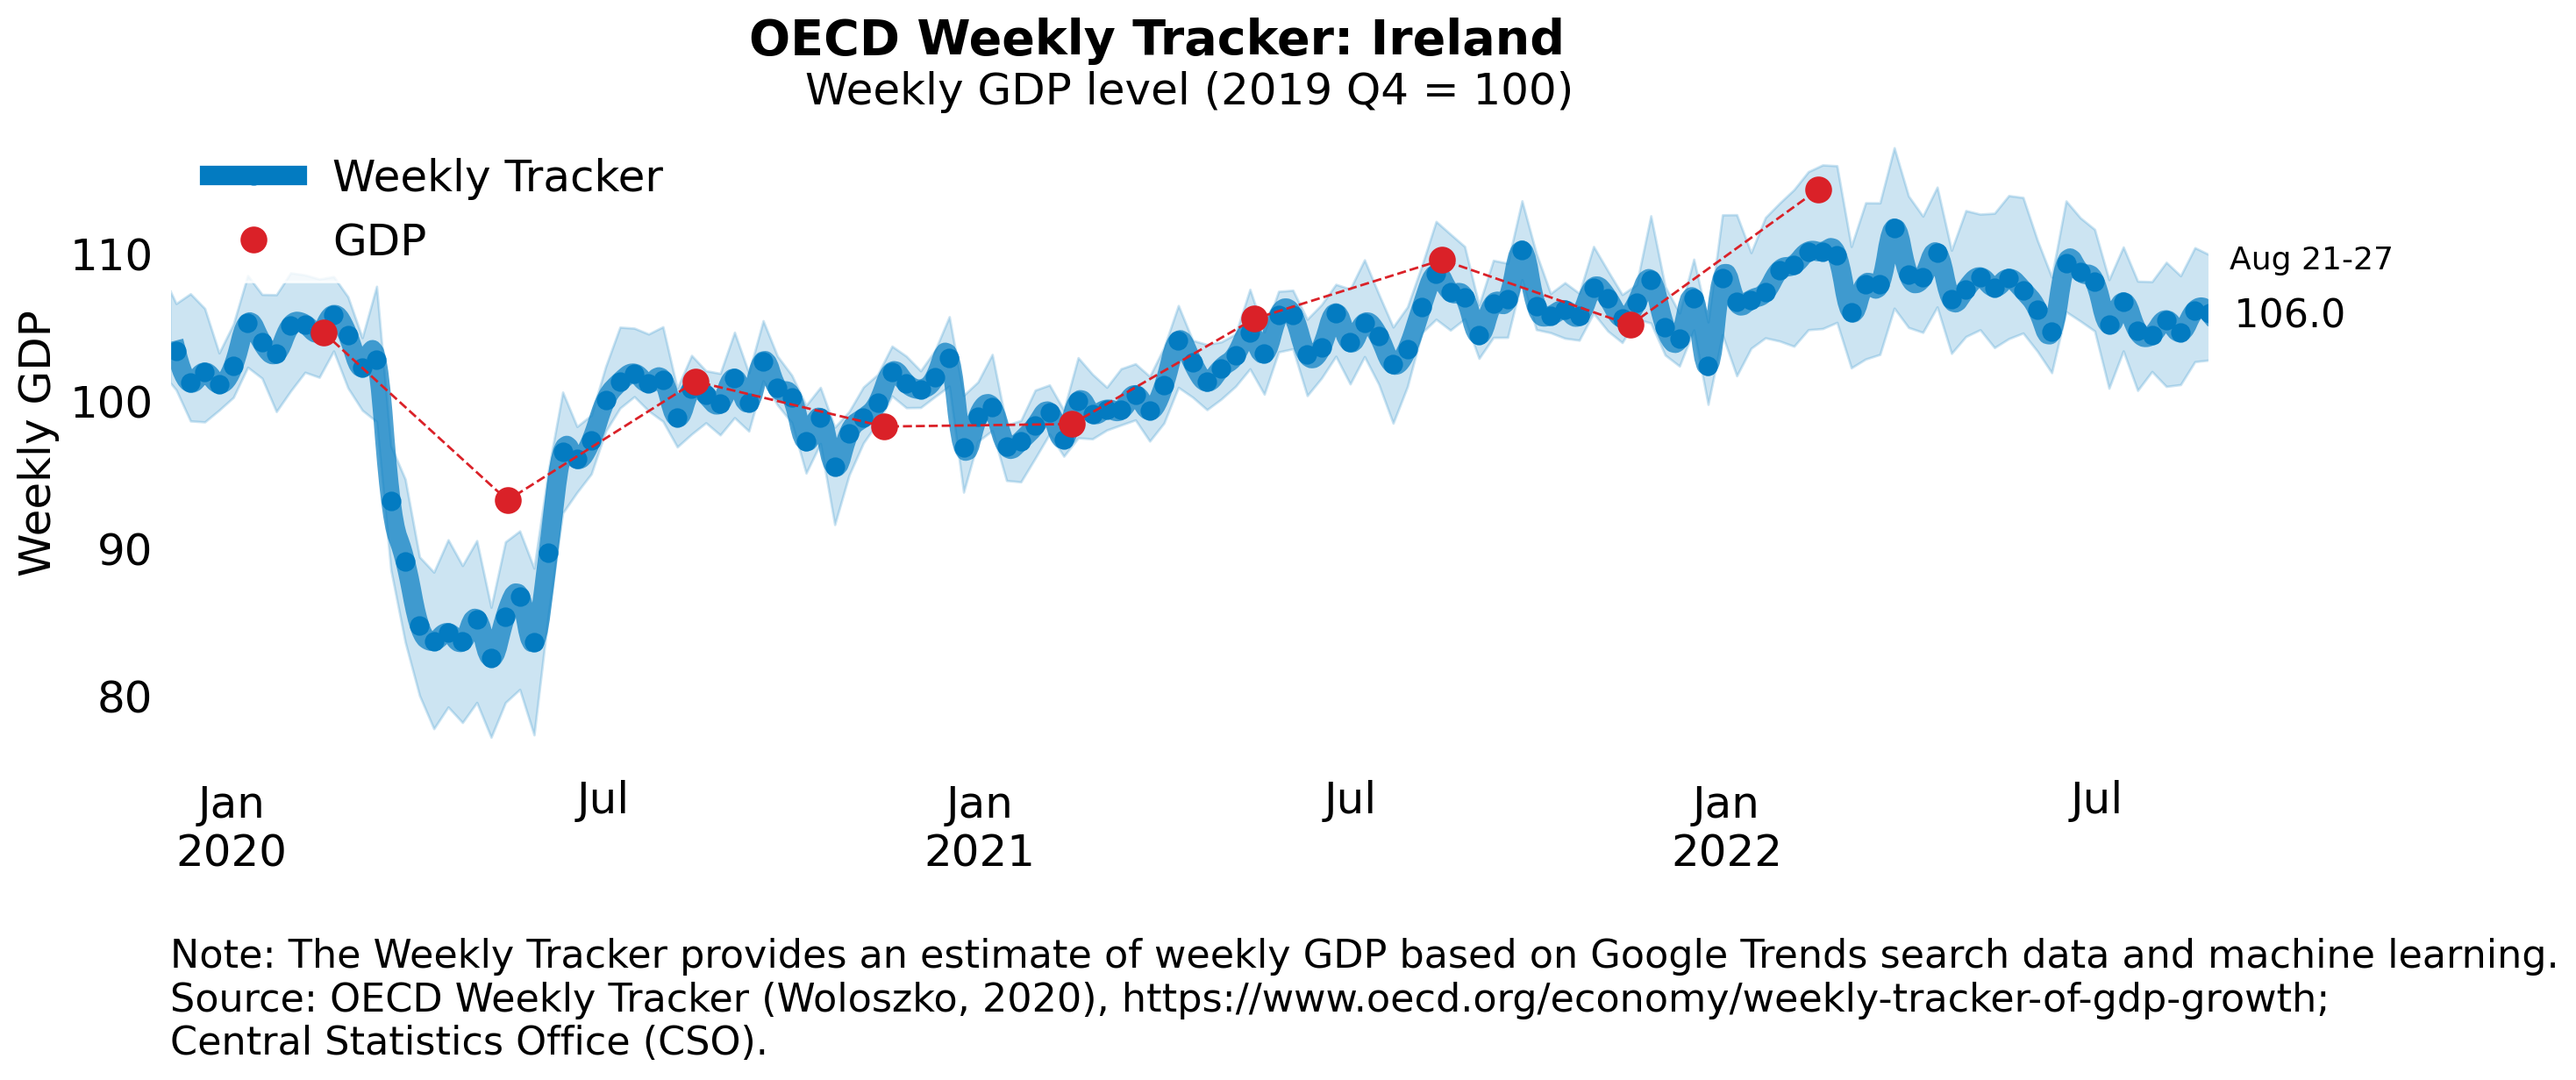 OECD Weekly Tracker: Ireland
Weekly GDP level (2019 Q4 = 100)
Weekly Tracker
GDP
Weekly GDP
110
100
90
80
Aug 21-27
106.0
Jan
2020
Jul
Jan
2021
Jul
Jan
2022
Jul
Note: The Weekly Tracker provides an estimate of weekly GDP based on Google Trends search data and machine learning.
Source: OECD Weekly Tracker (Woloszko, 2020), https://www.oecd.org/economy/weekly-tracker-of-gdp-growth;
Central Statistics Office (CSO).